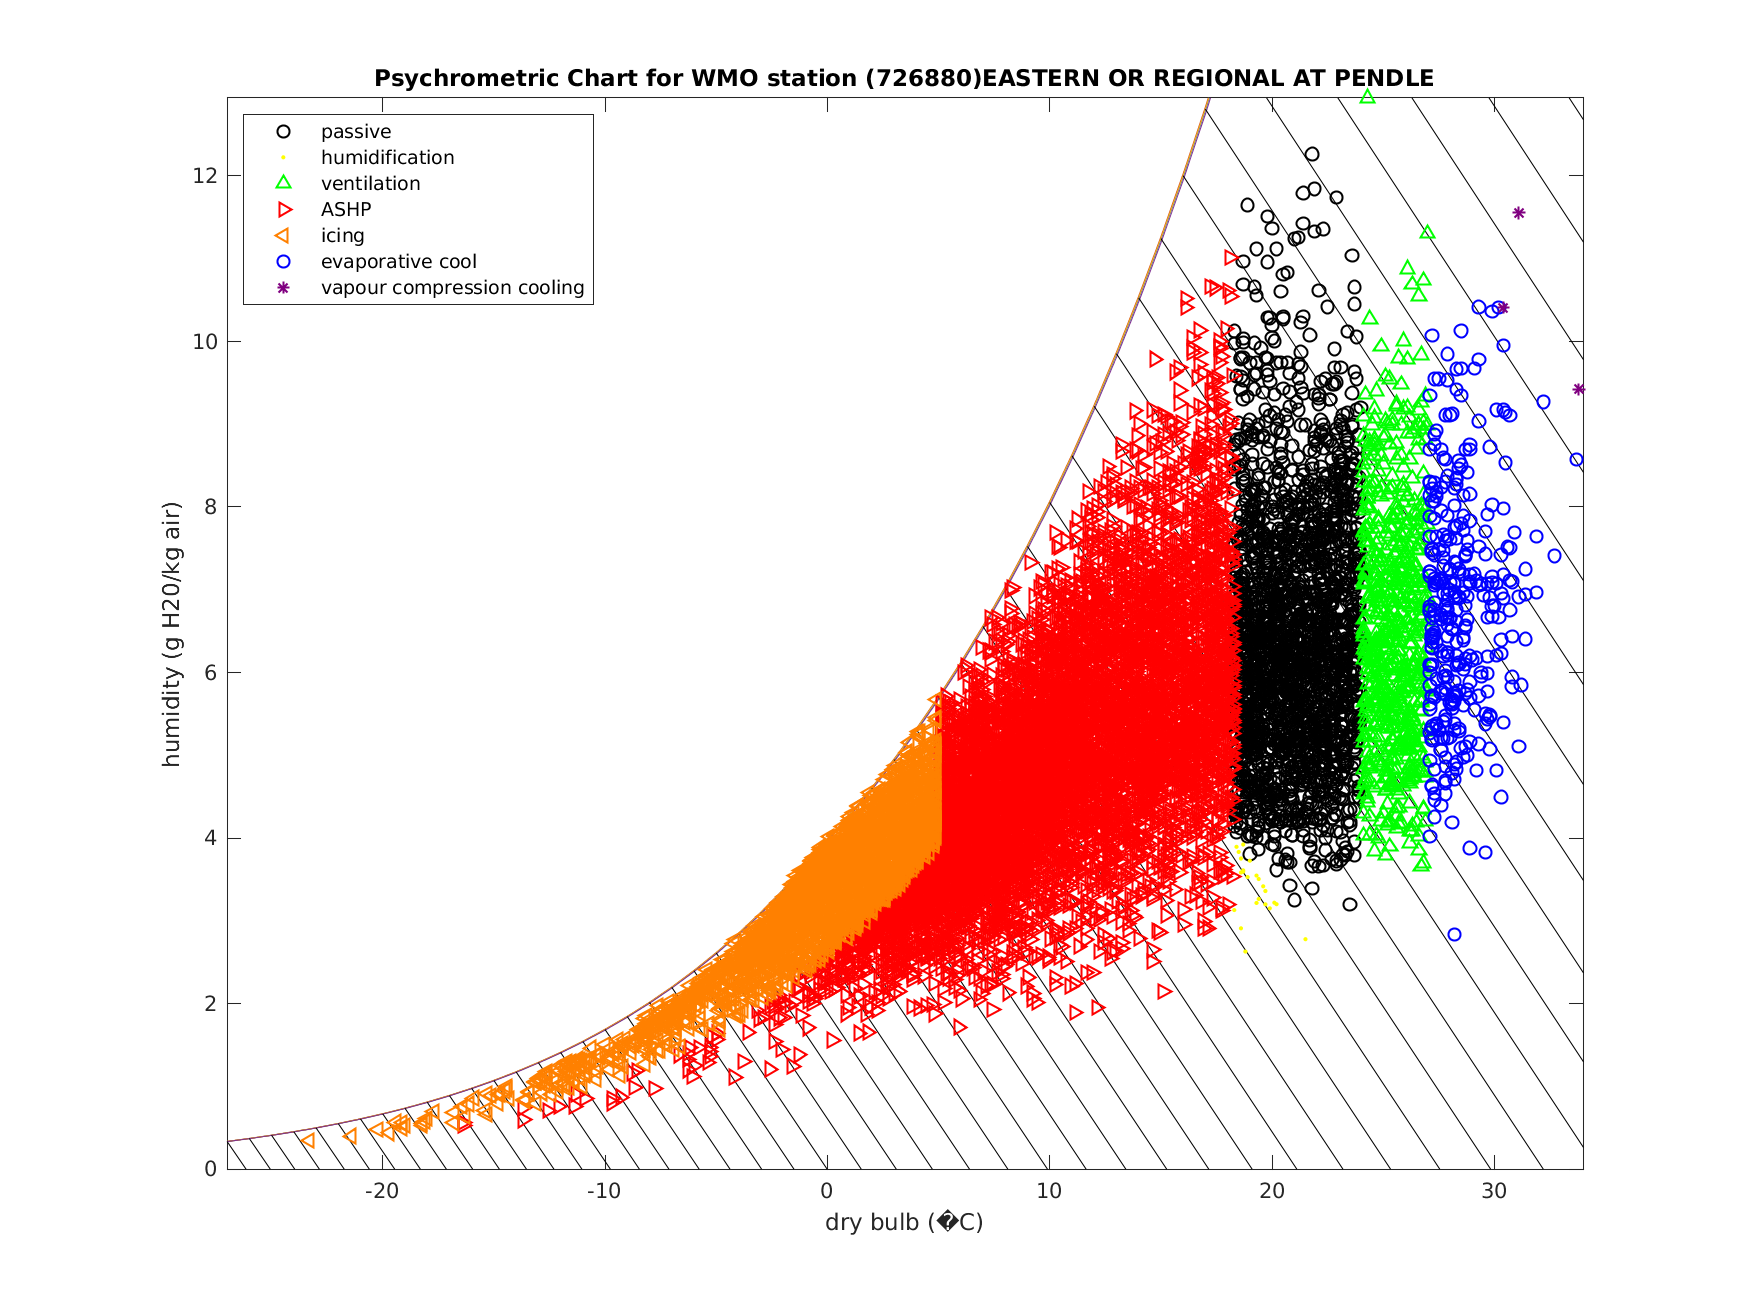 Psychrometric Chart for WMO station (726880)EASTERN OR REGIONAL AT PENDLE
passive
humidification
ventilation
ASHP
icing
evaporative cool
vapour compression cooling
humidity (g H20/kg air)
12
10
8
6
4
2
0
-20 -10 0 10 20 30
dry bulb (�C)